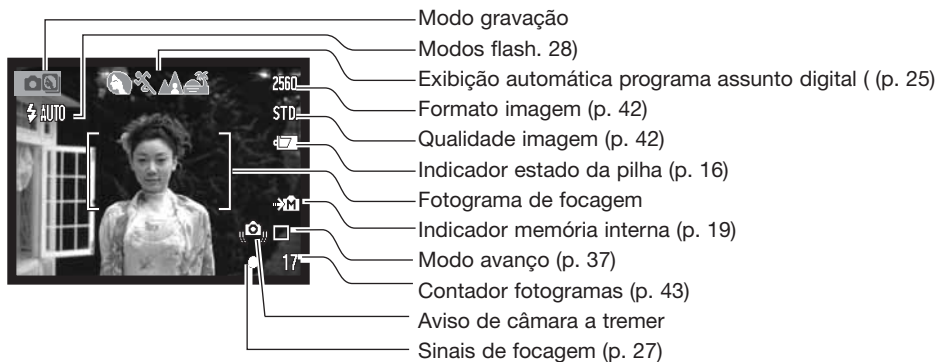 Modo gravação
Modos flash. 28)
Exibição automática programa assunto digital ( (p. 25)
2560
Formato imagem (p. 42)
AUTO
STD.
Qualidade imagem (p. 42)
Indicador estado da pilha (p. 16)
Fotograma de focagem
M
Indicador memória interna (p. 19)
Modo avanço (p. 37)
17
Contador fotogramas (p. 43)
Aviso de câmara a tremer
Sinais de focagem (p. 27)